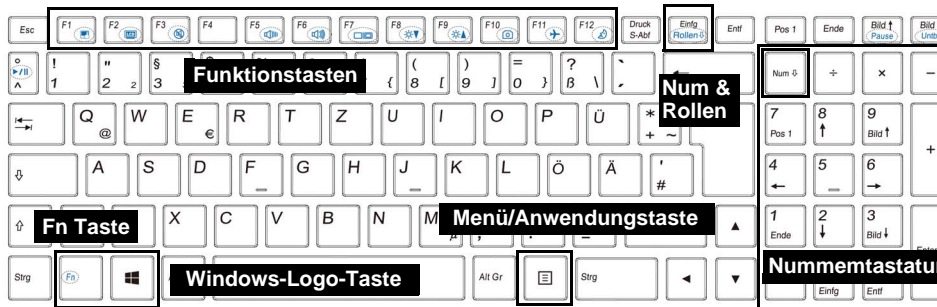 Esc F1 F2 F3 F4 F5 F6 F7 F8 F9 F10 F11 F12 Druck S-Abf Einfg Rollen⇩ Entf Pos 1 Ende Bild ↑ Pause Bild
° ^ ! 1 " 2 2 § 3 { ( 8 [ ) 9 ] = 0 } ? ß \ ` ´ ← Num ⇩ ÷ × −
Funktionstasten
Num &
Rollen
Q @ W E € R T Z U I O P Ü * + ~ 7 Pos 1 8 ↑ 9 Bild ↑ +
A S D F G H J K L Ö Ä ' # 4 ← 5 6 →
X C V B N M µ ; : _ 1 Ende 2 ↓ 3 Bild ↓
Fn Taste
Menü/Anwendungstaste
Strg Fn Alt Gr Strg Einfg Entf
Windows-Logo-Taste
Nummerntastatu